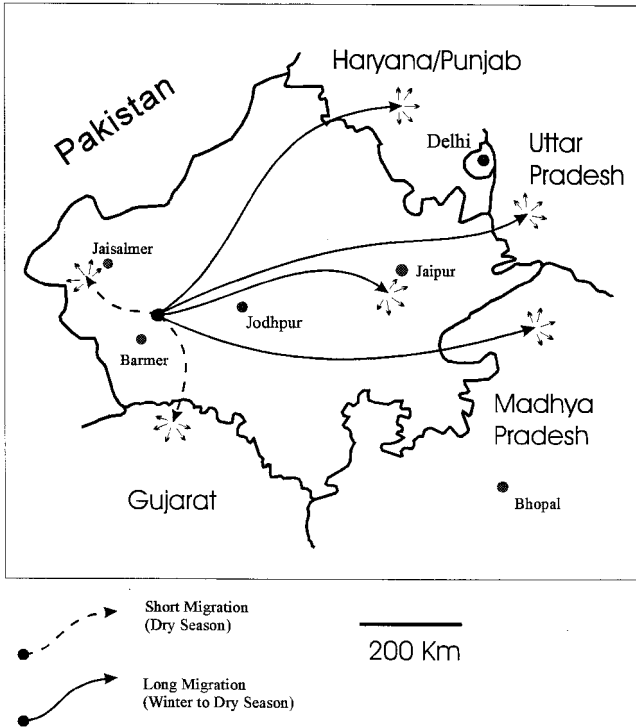 Haryana/Punjab
Pakistan
Delhi
Uttar
Pradesh
Jaisalmer
Jaipur
Jodhpur
Barmer
Madhya
Pradesh
Gujarat
Bhopal
Short Migration
(Dry Season)
200 Km
Long Migration
(Winter to Dry Season)